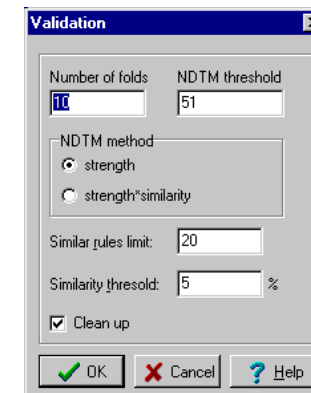 Validation
Number of folds NDTM threshold
10 51
NDTM method
strength
strength*similarity
Similar rules limit: 20
Similarity thresold: 5 %
Clean up
OK Cancel Help